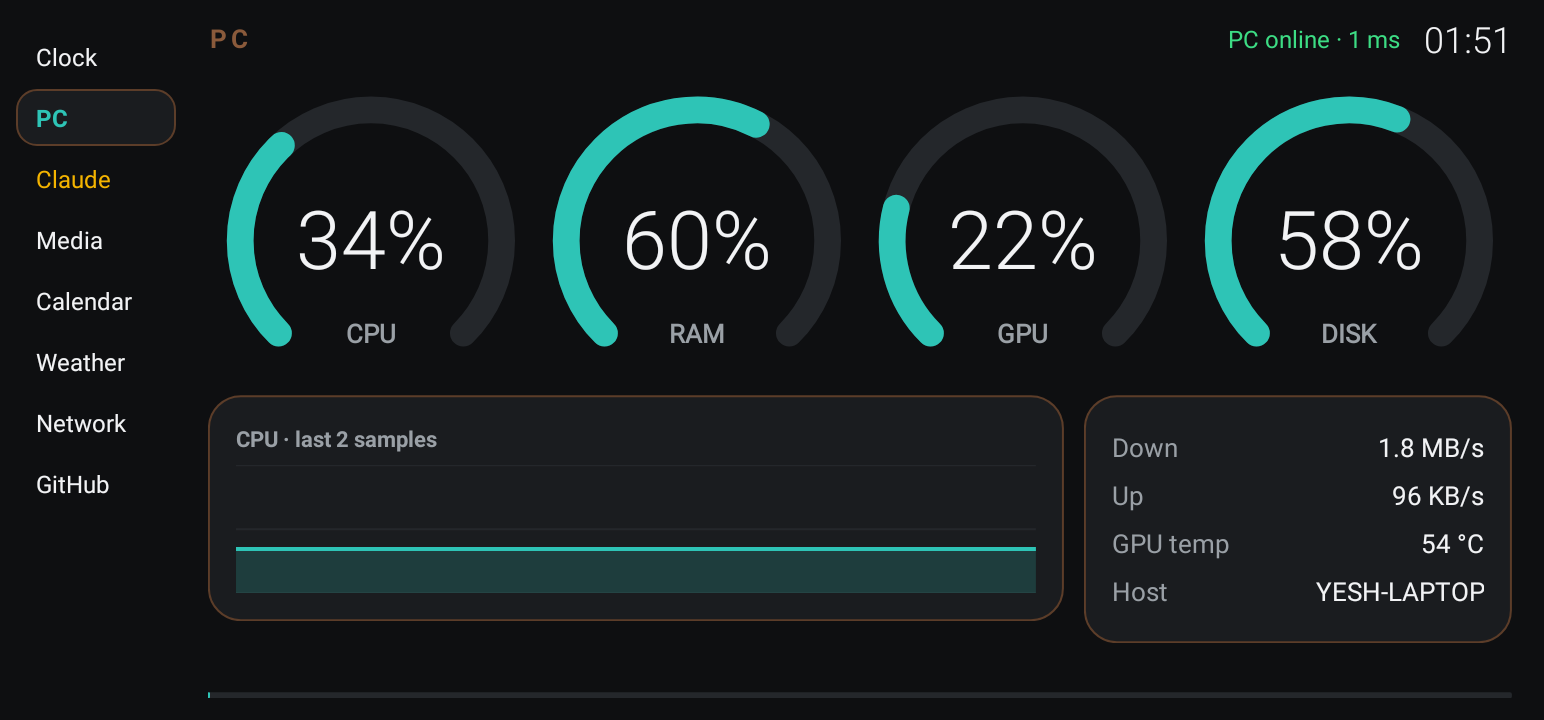 Clock
PC
Claude
Media
Calendar
Weather
Network
GitHub
PC
PC online · 1 ms 01:51
34%
CPU
60%
RAM
22%
GPU
58%
DISK
CPU · last 2 samples
Down 1.8 MB/s
Up 96 KB/s
GPU temp 54 °C
Host YESH-LAPTOP